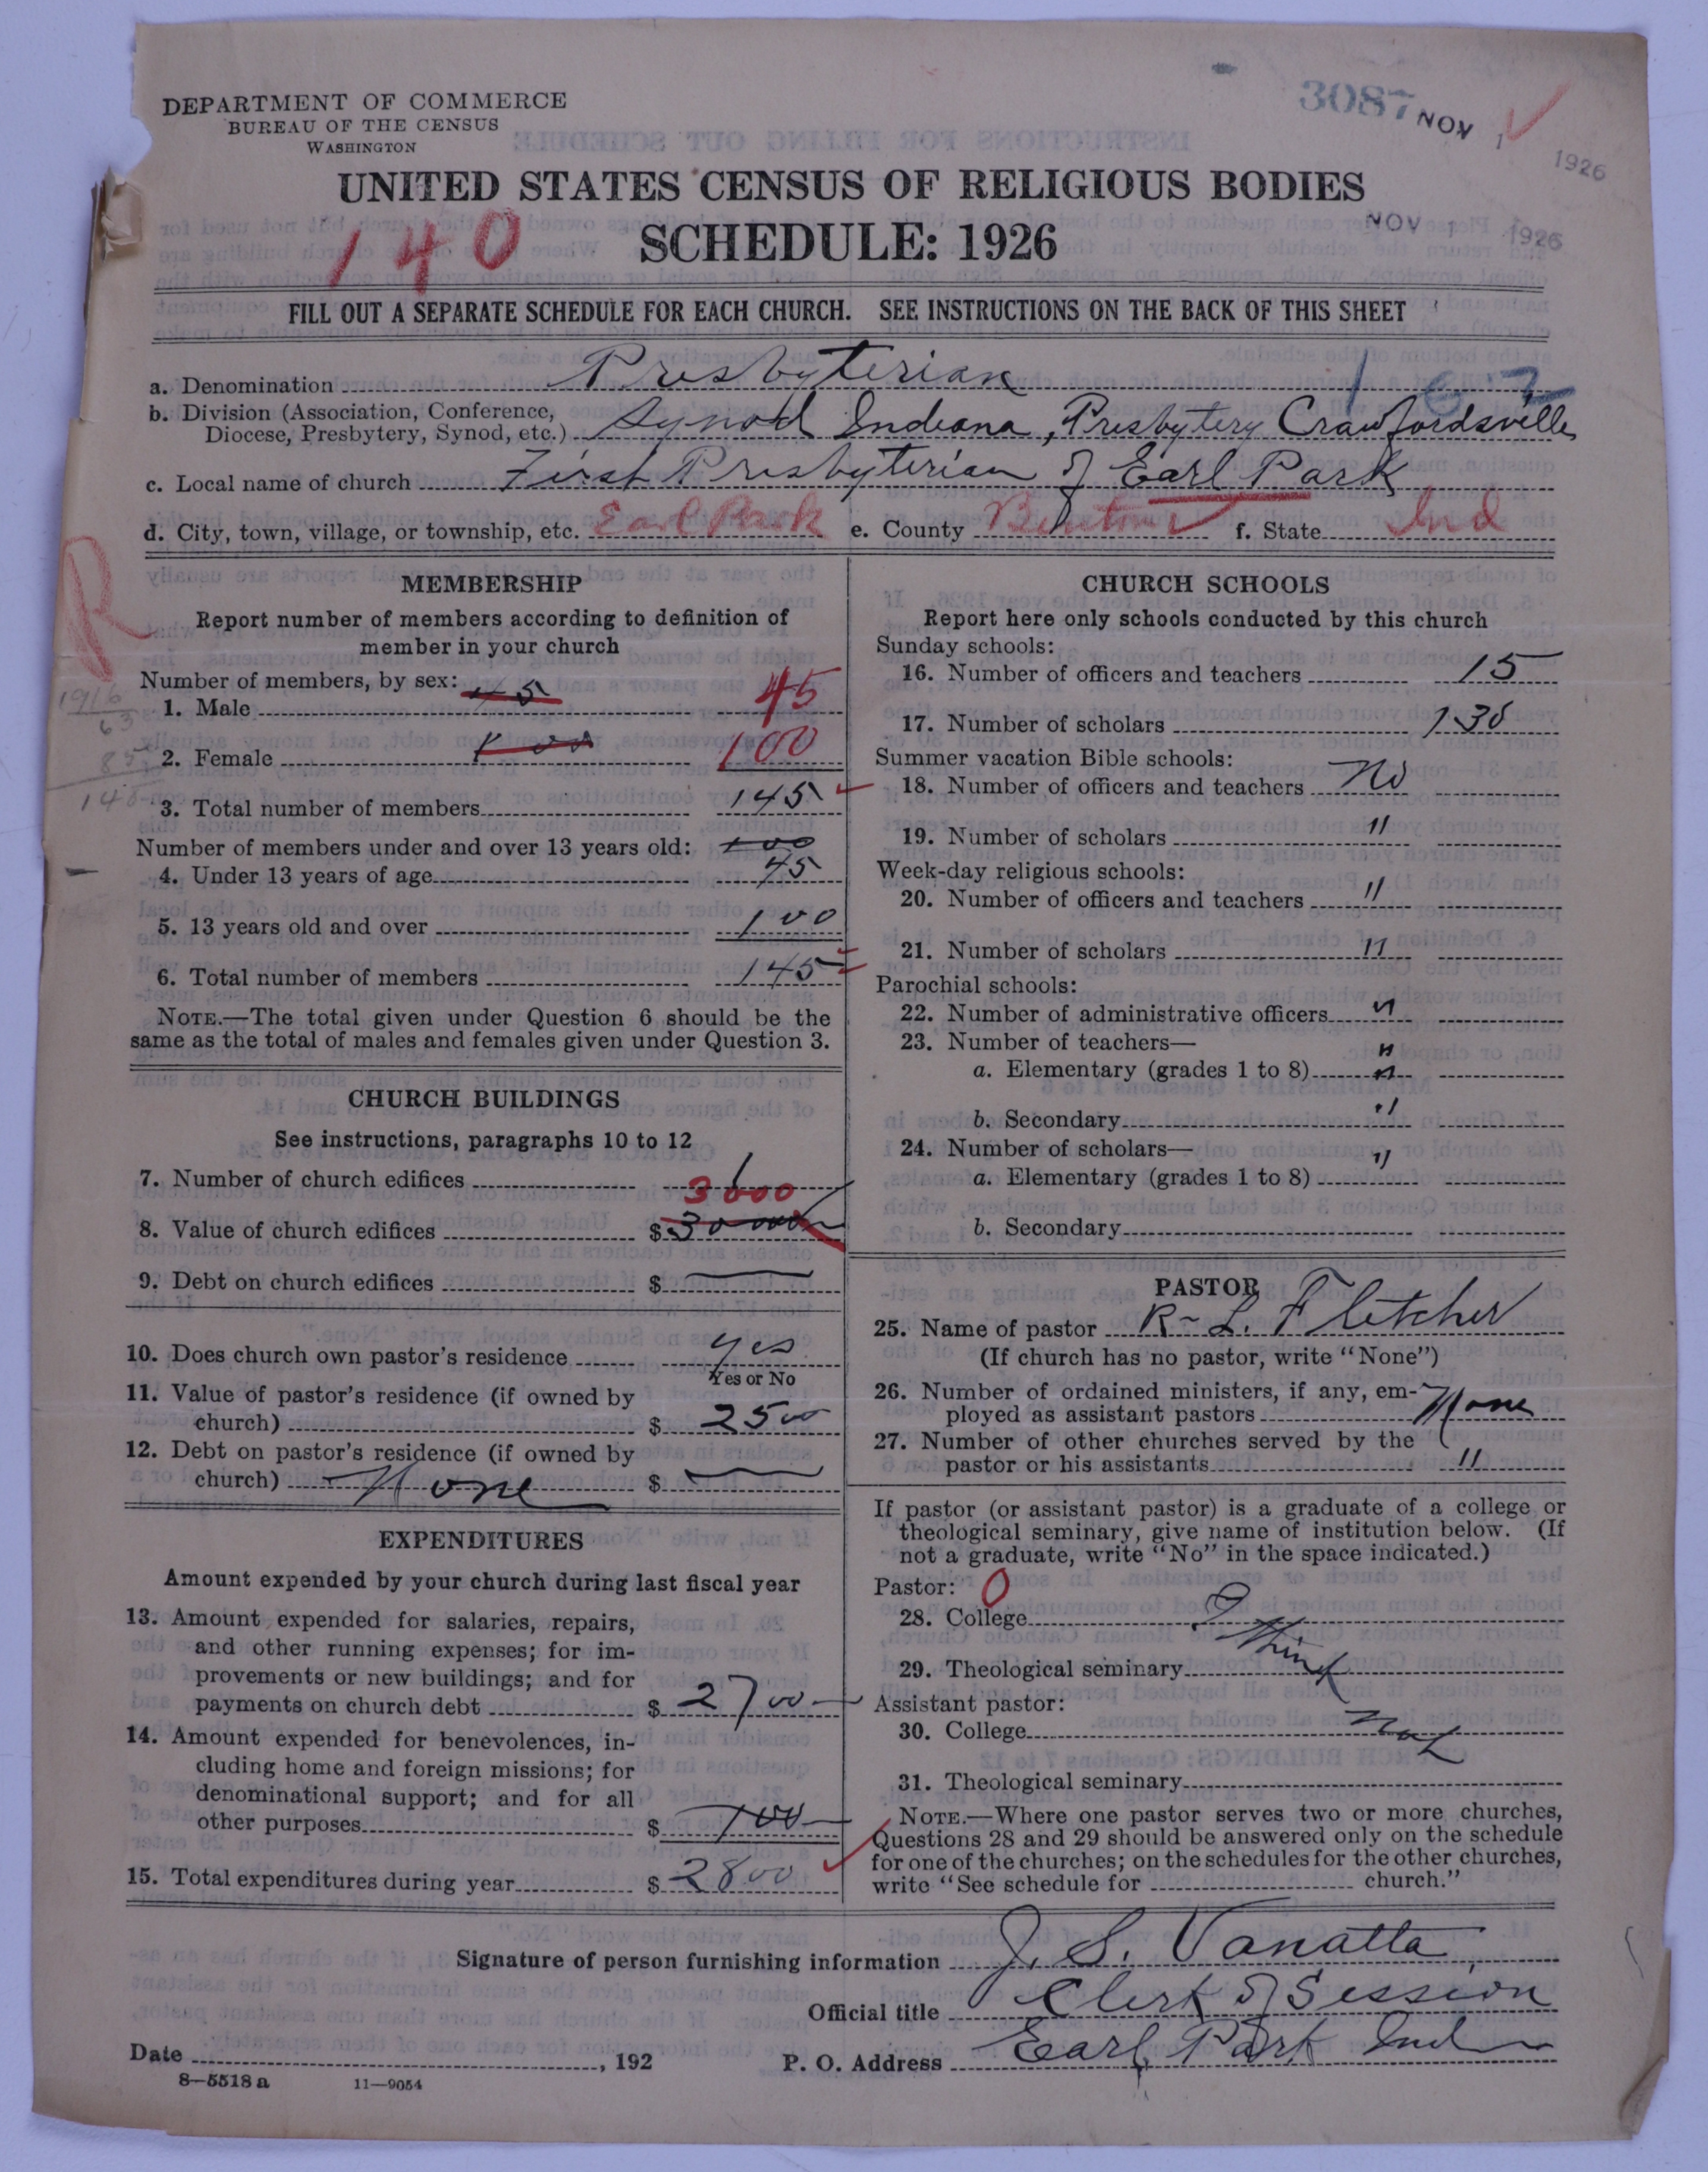 DEPARTMENT OF COMMERCE
BUREAU OF THE CENSUS
WASHINGTON
3087 NOV 1 1926
UNITED STATES CENSUS OF RELIGIOUS BODIES
NOV 1 1926
140
SCHEDULE: 1926
FILL OUT A SEPARATE SCHEDULE FOR EACH CHURCH. SEE INSTRUCTIONS ON THE BACK OF THIS SHEET
a. Denomination Presbyterian 1 6 2
b. Division (Association, Conference, Diocese, Presbytery, Synod, etc.) Synod Indiana, Presbytery Crawfordsville
c. Local name of church First Presbyterian of Earl Park
d. City, town, village, or township, etc. Earl Park e. County Benton f. State Ind
R
MEMBERSHIP
Report number of members according to definition of
member in your church
Number of members, by sex: 45
1916
63
85
148
1. Male 45
2. Female 100 100
3. Total number of members 145
Number of members under and over 13 years old: 100
4. Under 13 years of age 45
5. 13 years old and over 100
6. Total number of members 145
NOTE.—The total given under Question 6 should be the
same as the total of males and females given under Question 3.
CHURCH BUILDINGS
See instructions, paragraphs 10 to 12
7. Number of church edifices 1
3000
8. Value of church edifices $ 30000
9. Debt on church edifices $ —
10. Does church own pastor's residence Yes
Yes or No
11. Value of pastor's residence (if owned by
church) $ 2500
12. Debt on pastor's residence (if owned by
church) None $ —
EXPENDITURES
Amount expended by your church during last fiscal year
13. Amount expended for salaries, repairs,
and other running expenses; for im-
provements or new buildings; and for
payments on church debt $ 2700
14. Amount expended for benevolences, in-
cluding home and foreign missions; for
denominational support; and for all
other purposes $ 100
15. Total expenditures during year $ 2800
CHURCH SCHOOLS
Report here only schools conducted by this church
Sunday schools:
16. Number of officers and teachers 15
17. Number of scholars 130
Summer vacation Bible schools:
18. Number of officers and teachers No
19. Number of scholars "
Week-day religious schools:
20. Number of officers and teachers "
21. Number of scholars "
Parochial schools:
22. Number of administrative officers "
23. Number of teachers— "
a. Elementary (grades 1 to 8) "
b. Secondary "
24. Number of scholars— "
a. Elementary (grades 1 to 8)
b. Secondary
PASTOR
25. Name of pastor R. L. Fletcher
(If church has no pastor, write "None")
26. Number of ordained ministers, if any, em-
ployed as assistant pastors None
27. Number of other churches served by the
pastor or his assistants "
If pastor (or assistant pastor) is a graduate of a college or
theological seminary, give name of institution below. (If
not a graduate, write "No" in the space indicated.)
Pastor: 0
28. College I
think
29. Theological seminary
Assistant pastor:
30. College not
31. Theological seminary
NOTE.—Where one pastor serves two or more churches,
Questions 28 and 29 should be answered only on the schedule
for one of the churches; on the schedules for the other churches,
write "See schedule for church."
Signature of person furnishing information J. S. Vanatta
Official title Clerk of Session
Date , 192 P. O. Address Earl Park Ind
8—5518 a 11—9054